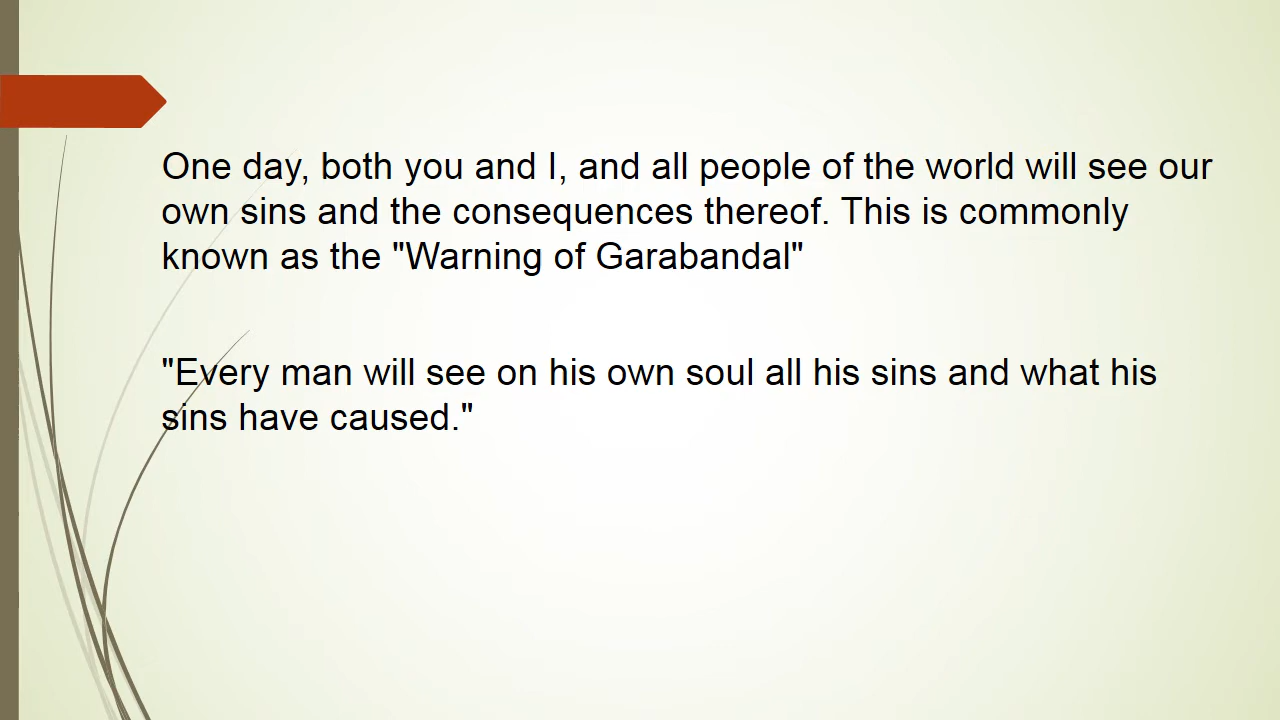 One day, both you and I, and all people of the world will see our
own sins and the consequences thereof. This is commonly
known as the "Warning of Garabandal"
"Every man will see on his own soul all his sins and what his
sins have caused."